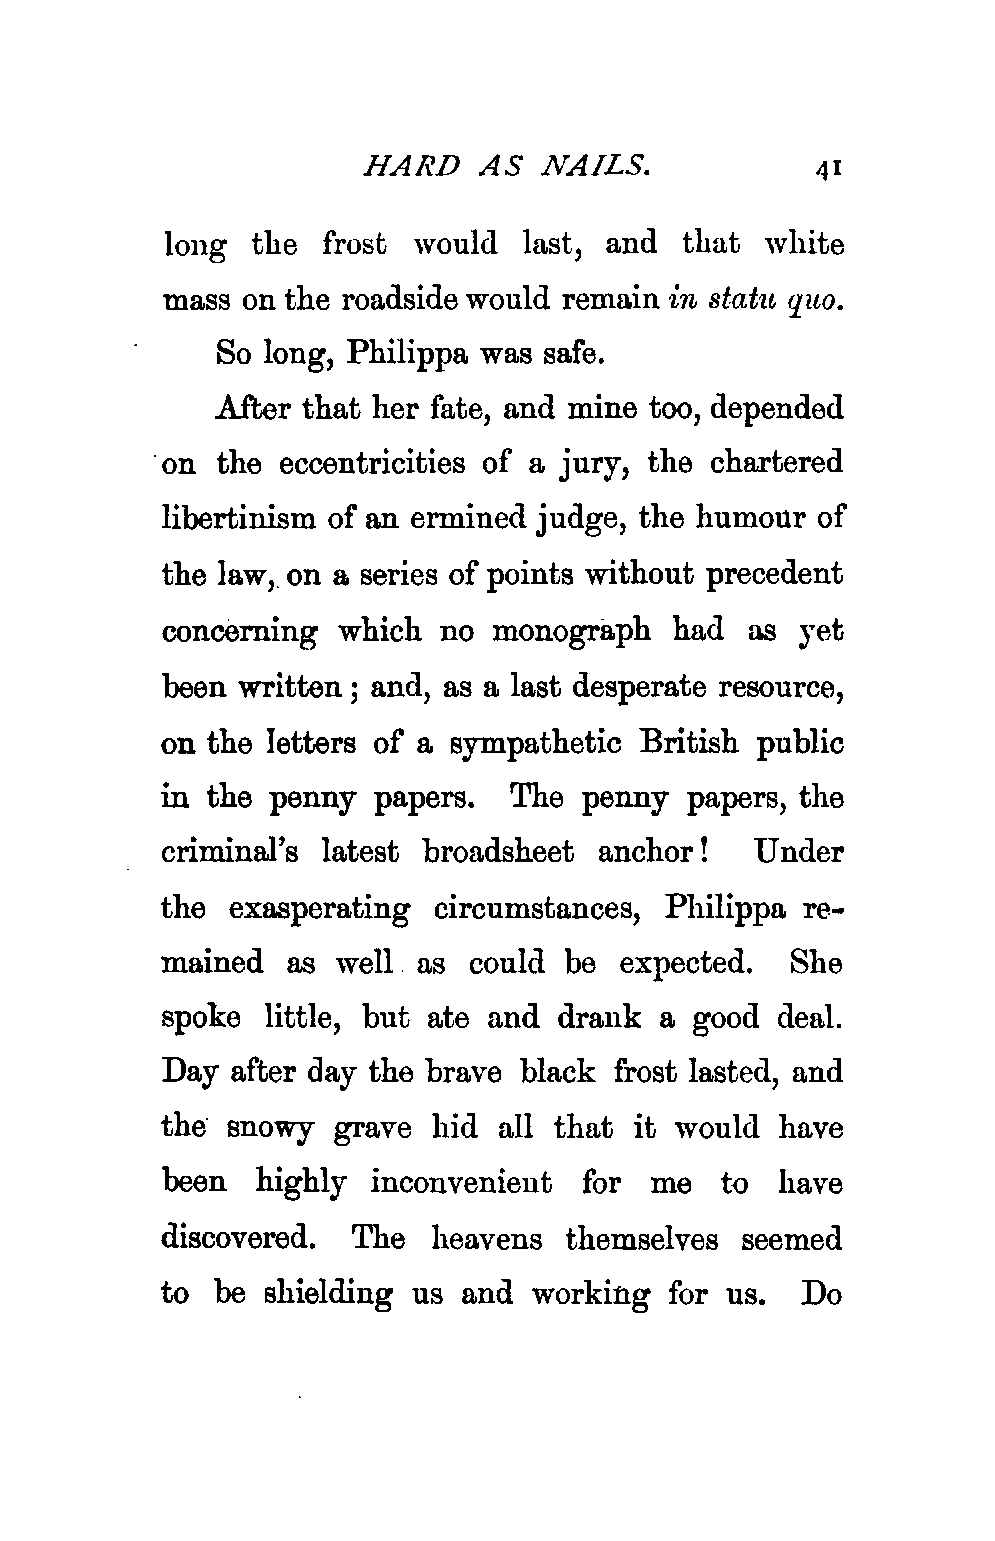 HARD AS NAILS. 41
long the frost would last, and that white
mass on the roadside would remain in statu quo.
So long, Philippa was safe.
After that her fate, and mine too, depended
on the eccentricities of a jury, the chartered
libertinism of an ermined judge, the humour of
the law, on a series of points without precedent
concerning which no monograph had as yet
been written; and, as a last desperate resource,
on the letters of a sympathetic British public
in the penny papers. The penny papers, the
criminal's latest broadsheet anchor! Under
the exasperating circumstances, Philippa re-
mained as well as could be expected. She
spoke little, but ate and drank a good deal.
Day after day the brave black frost lasted, and
the snowy grave hid all that it would have
been highly inconvenient for me to have
discovered. The heavens themselves seemed
to be shielding us and working for us. Do